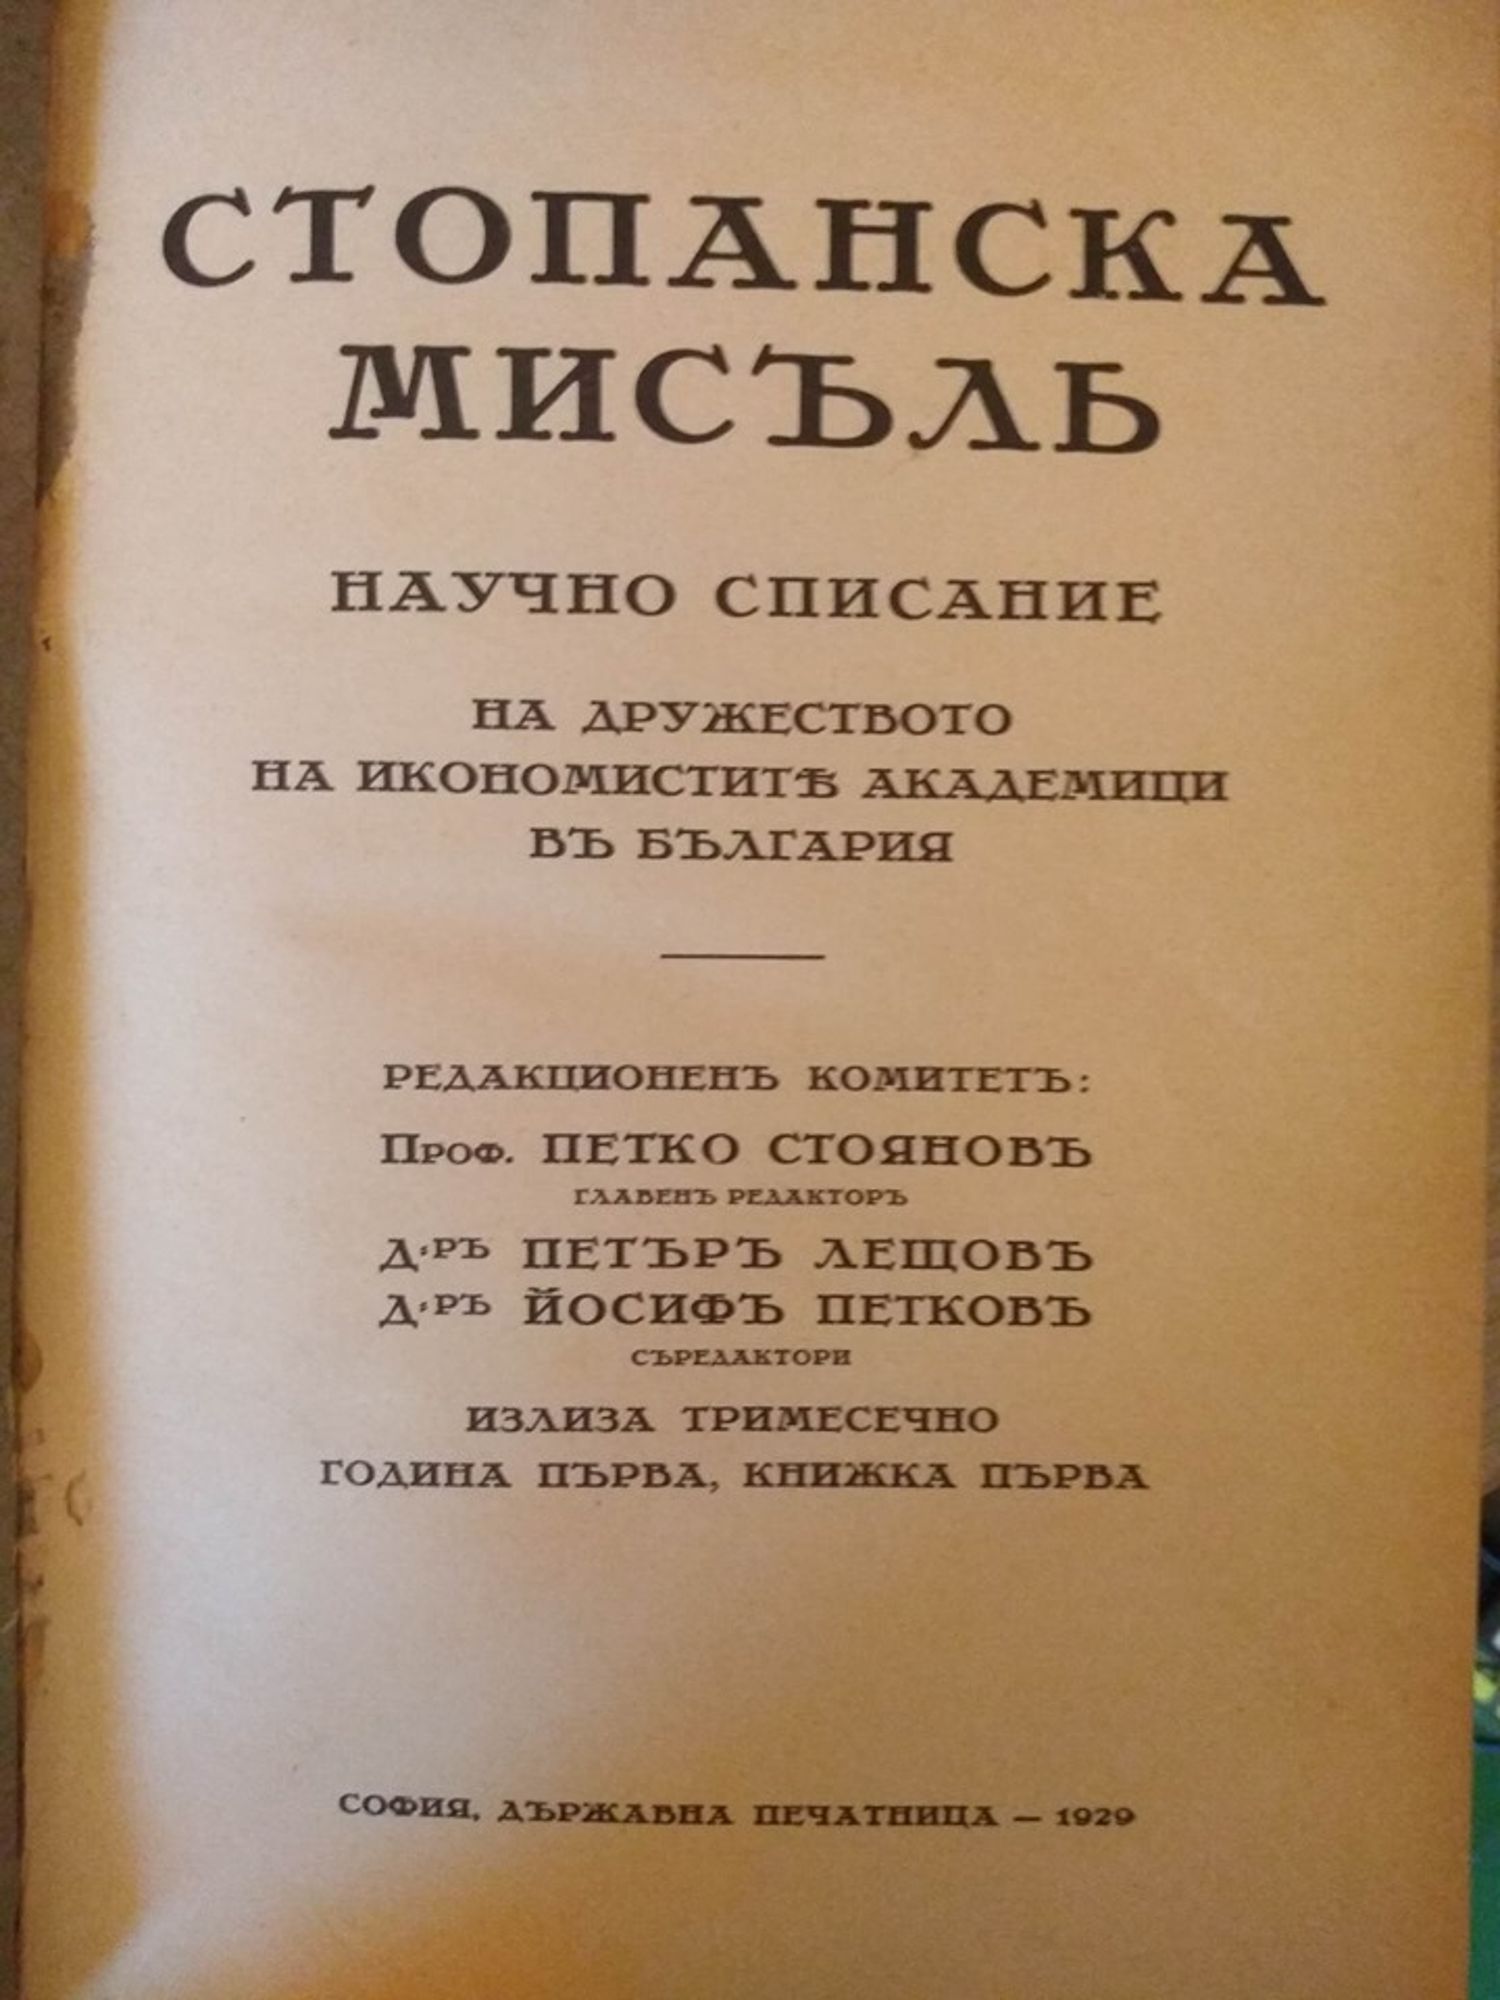 СТОПАНСКА
МИСЪЛЬ
НАУЧНО СПИСАНИЕ
НА ДРУЖЕСТВОТО
НА ИКОНОМИСТИТѢ АКАДЕМИЦИ
ВЪ БЪЛГАРИЯ
РЕДАКЦИОНЕНЪ КОМИТЕТЪ:
Проф. ПЕТКО СТОЯНОВЪ
ГЛАВЕНЪ РЕДАКТОРЪ
Д-РЪ ПЕТЪРЪ ЛЕЩОВЪ
Д-РЪ ЙОСИФЪ ПЕТКОВЪ
СЪРЕДАКТОРИ
ИЗЛИЗА ТРИМЕСЕЧНО
ГОДИНА ПЪРВА, КНИЖКА ПЪРВА
СОФИЯ, ДЪРЖАВНА ПЕЧАТНИЦА — 1929